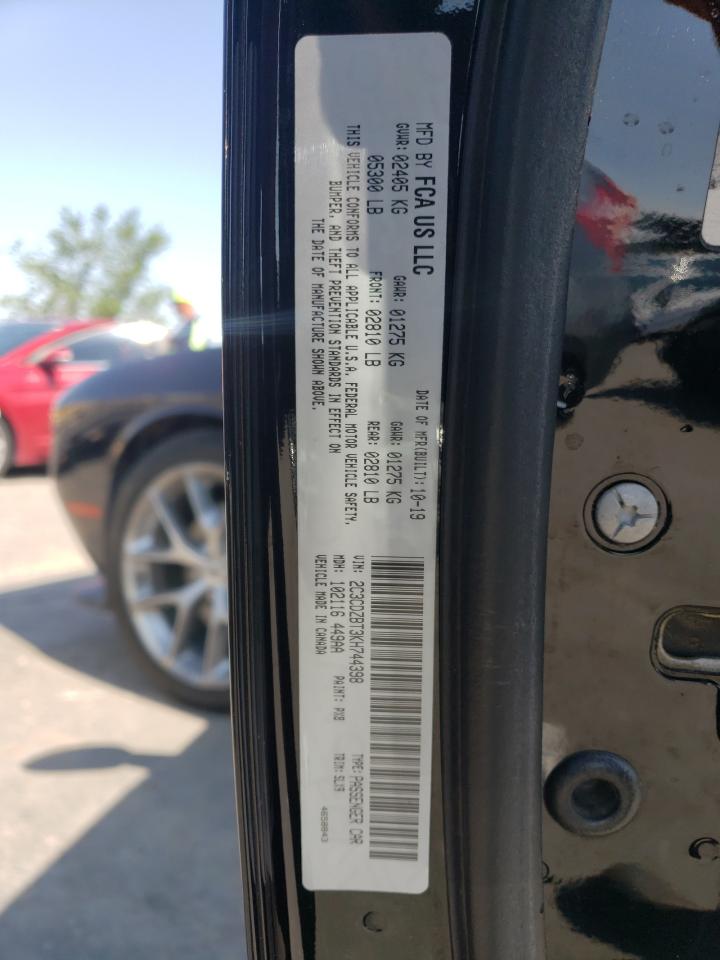 MFD BY FCA US LLC
DATE OF MFR(BUILT): 10-19
GVWR: 02405 KG GAWR: 01275 KG GAWR: 01275 KG
05300 LB FRONT: 02810 LB REAR: 02810 LB
THIS VEHICLE CONFORMS TO ALL APPLICABLE U.S.A. FEDERAL MOTOR VEHICLE SAFETY,
BUMPER, AND THEFT PREVENTION STANDARDS IN EFFECT ON
THE DATE OF MANUFACTURE SHOWN ABOVE.
VIN: 2C3CDZBT3KH744398 TYPE: PASSENGER CAR
MDH: 102116 449AA PAINT: PX8 TRIM: SLX9
VEHICLE MADE IN CANADA 4658843